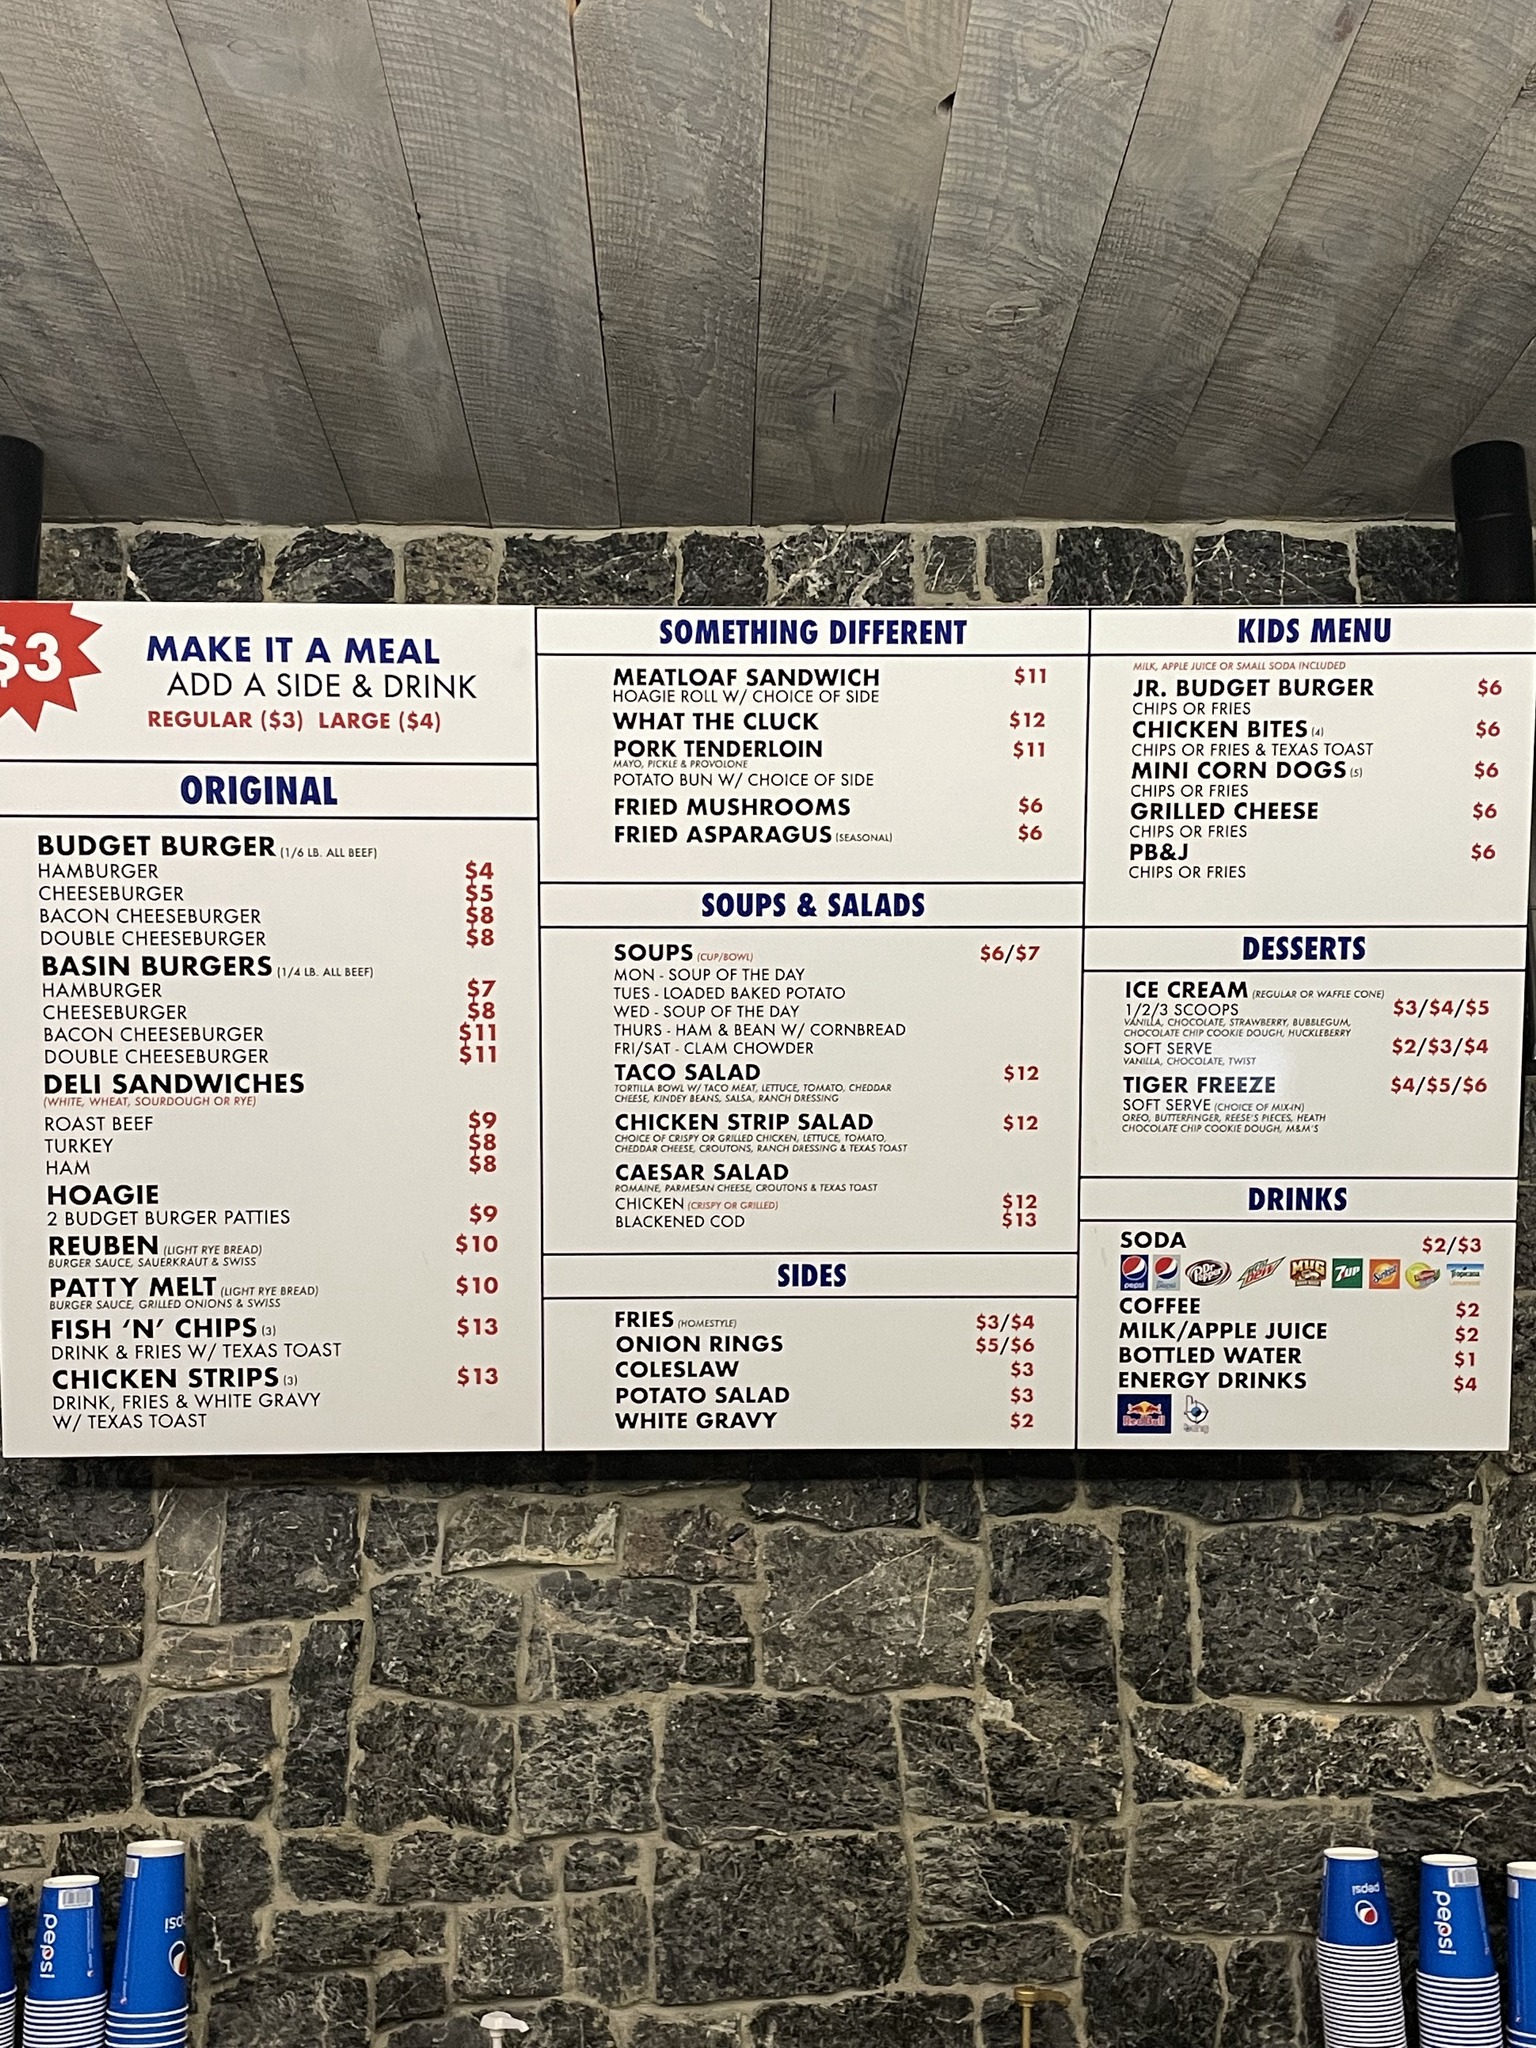 $3
MAKE IT A MEAL
ADD A SIDE & DRINK
REGULAR ($3) LARGE ($4)
ORIGINAL
BUDGET BURGER (1/6 LB. ALL BEEF)
HAMBURGER $4
CHEESEBURGER $5
BACON CHEESEBURGER $8
DOUBLE CHEESEBURGER $8
BASIN BURGERS (1/4 LB. ALL BEEF)
HAMBURGER $7
CHEESEBURGER $8
BACON CHEESEBURGER $11
DOUBLE CHEESEBURGER $11
DELI SANDWICHES
(WHITE, WHEAT, SOURDOUGH OR RYE)
ROAST BEEF $9
TURKEY $8
HAM $8
HOAGIE
2 BUDGET BURGER PATTIES $9
REUBEN (LIGHT RYE BREAD) $10
BURGER SAUCE, SAUERKRAUT & SWISS
PATTY MELT (LIGHT RYE BREAD) $10
BURGER SAUCE, GRILLED ONIONS & SWISS
FISH 'N' CHIPS (3) $13
DRINK & FRIES W/ TEXAS TOAST
CHICKEN STRIPS (3) $13
DRINK, FRIES & WHITE GRAVY
W/ TEXAS TOAST
SOMETHING DIFFERENT
MEATLOAF SANDWICH $11
HOAGIE ROLL W/ CHOICE OF SIDE
WHAT THE CLUCK $12
PORK TENDERLOIN $11
MAYO, PICKLE & PROVOLONE
POTATO BUN W/ CHOICE OF SIDE
FRIED MUSHROOMS $6
FRIED ASPARAGUS (SEASONAL) $6
SOUPS & SALADS
SOUPS (CUP/BOWL) $6/$7
MON - SOUP OF THE DAY
TUES - LOADED BAKED POTATO
WED - SOUP OF THE DAY
THURS - HAM & BEAN W/ CORNBREAD
FRI/SAT - CLAM CHOWDER
TACO SALAD $12
TORTILLA BOWL W/ TACO MEAT, LETTUCE, TOMATO, CHEDDAR
CHEESE, KINDEY BEANS, SALSA, RANCH DRESSING
CHICKEN STRIP SALAD $12
CHOICE OF CRISPY OR GRILLED CHICKEN, LETTUCE, TOMATO,
CHEDDAR CHEESE, CROUTONS, RANCH DRESSING & TEXAS TOAST
CAESAR SALAD
ROMAINE, PARMESAN CHEESE, CROUTONS & TEXAS TOAST
CHICKEN (CRISPY OR GRILLED) $12
BLACKENED COD $13
SIDES
FRIES (HOMESTYLE) $3/$4
ONION RINGS $5/$6
COLESLAW $3
POTATO SALAD $3
WHITE GRAVY $2
KIDS MENU
MILK, APPLE JUICE OR SMALL SODA INCLUDED
JR. BUDGET BURGER $6
CHIPS OR FRIES
CHICKEN BITES (4) $6
CHIPS OR FRIES & TEXAS TOAST
MINI CORN DOGS (5) $6
CHIPS OR FRIES
GRILLED CHEESE $6
CHIPS OR FRIES
PB&J $6
CHIPS OR FRIES
DESSERTS
ICE CREAM (REGULAR OR WAFFLE CONE)
1/2/3 SCOOPS $3/$4/$5
VANILLA, CHOCOLATE, STRAWBERRY, BUBBLEGUM,
CHOCOLATE CHIP COOKIE DOUGH, HUCKLEBERRY
SOFT SERVE $2/$3/$4
VANILLA, CHOCOLATE, TWIST
TIGER FREEZE $4/$5/$6
SOFT SERVE (CHOICE OF MIX-IN)
OREO, BUTTERFINGER, REESE'S PIECES, HEATH
CHOCOLATE CHIP COOKIE DOUGH, M&M'S
DRINKS
SODA $2/$3
pepsi Dr Pepper MUG 7UP Tropicana
COFFEE $2
MILK/APPLE JUICE $2
BOTTLED WATER $1
ENERGY DRINKS $4
Red Bull bang
pepsi pepsi pepsi pepsi